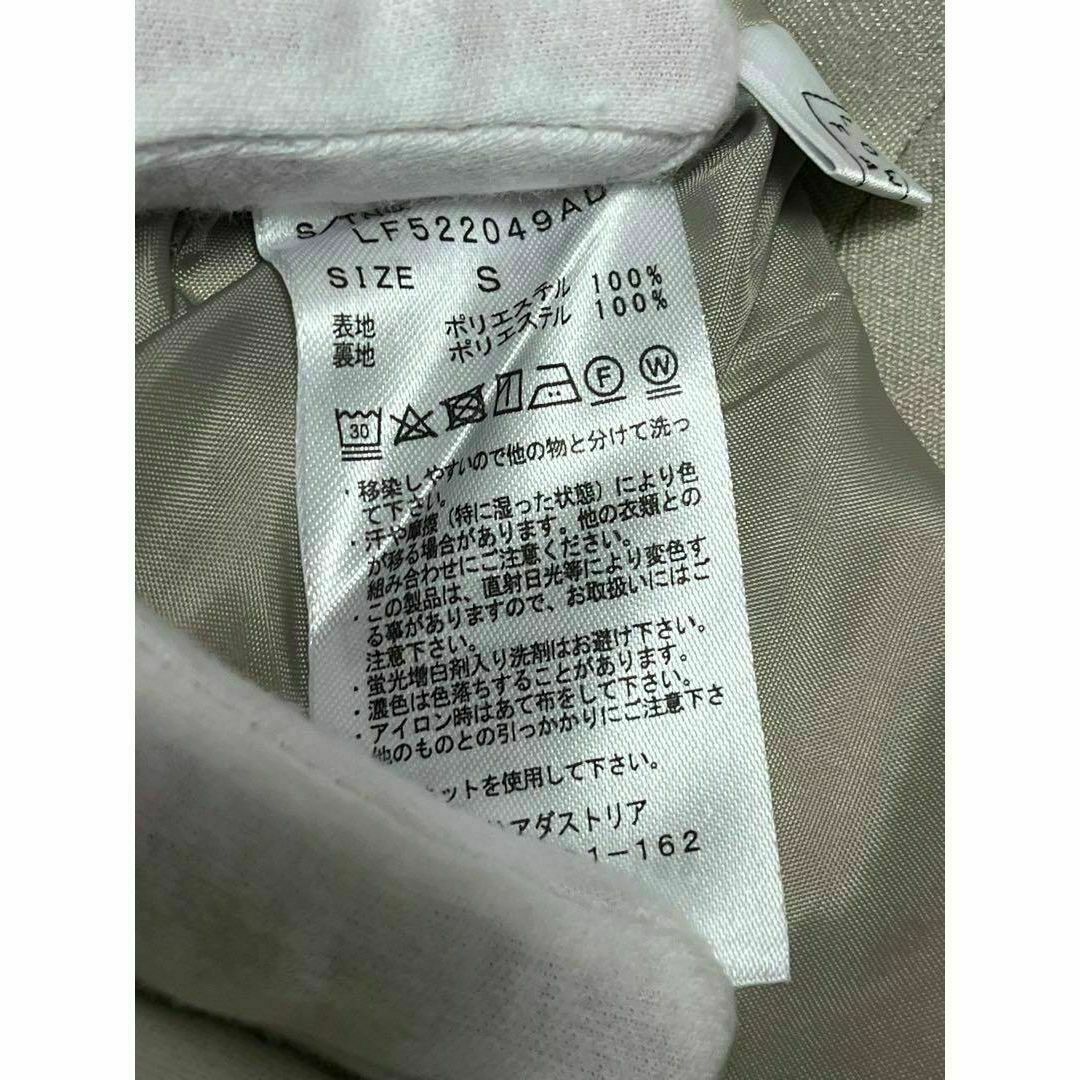 LF522049AD
SIZE S
表地 ポリエステル 100%
裏地 ポリエステル 100%
30 F W
・移染しやすいので他の物と分けて洗っ
て下さい。
・汗や摩擦(特に湿った状態)により色
が移る場合があります。他の衣類との
組み合わせにご注意ください。
・この製品は、直射日光等により変色す
る事がありますので、お取扱いにはご
注意下さい。
・蛍光増白剤入り洗剤はお避け下さい。
・濃色は色落ちすることがあります。
・アイロン時はあて布をして下さい。
他のものとの引っかかりにご注意下さ
ットを使用して下さい。
アダストリア
1-162